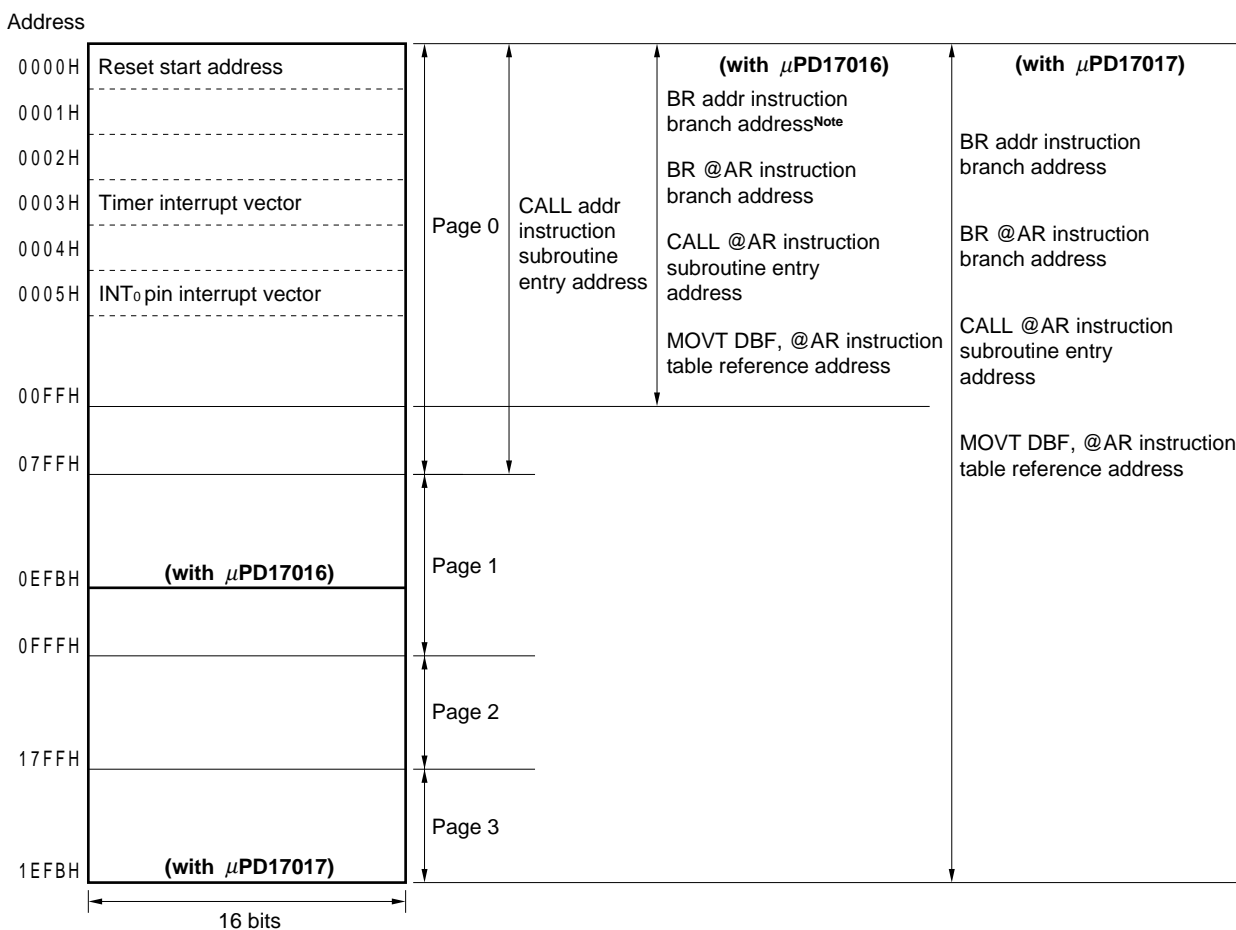 Address
0000H Reset start address
0001H
0002H
0003H Timer interrupt vector
0004H
0005H INT0 pin interrupt vector
00FFH
07FFH
0EFBH (with μPD17016)
0FFFH
17FFH
1EFBH (with μPD17017)
16 bits
Page 0
Page 1
Page 2
Page 3
CALL addr
instruction
subroutine
entry address
(with μPD17016)
BR addr instruction
branch addressNote
BR @AR instruction
branch address
CALL @AR instruction
subroutine entry
address
MOVT DBF, @AR instruction
table reference address
(with μPD17017)
BR addr instruction
branch address
BR @AR instruction
branch address
CALL @AR instruction
subroutine entry
address
MOVT DBF, @AR instruction
table reference address